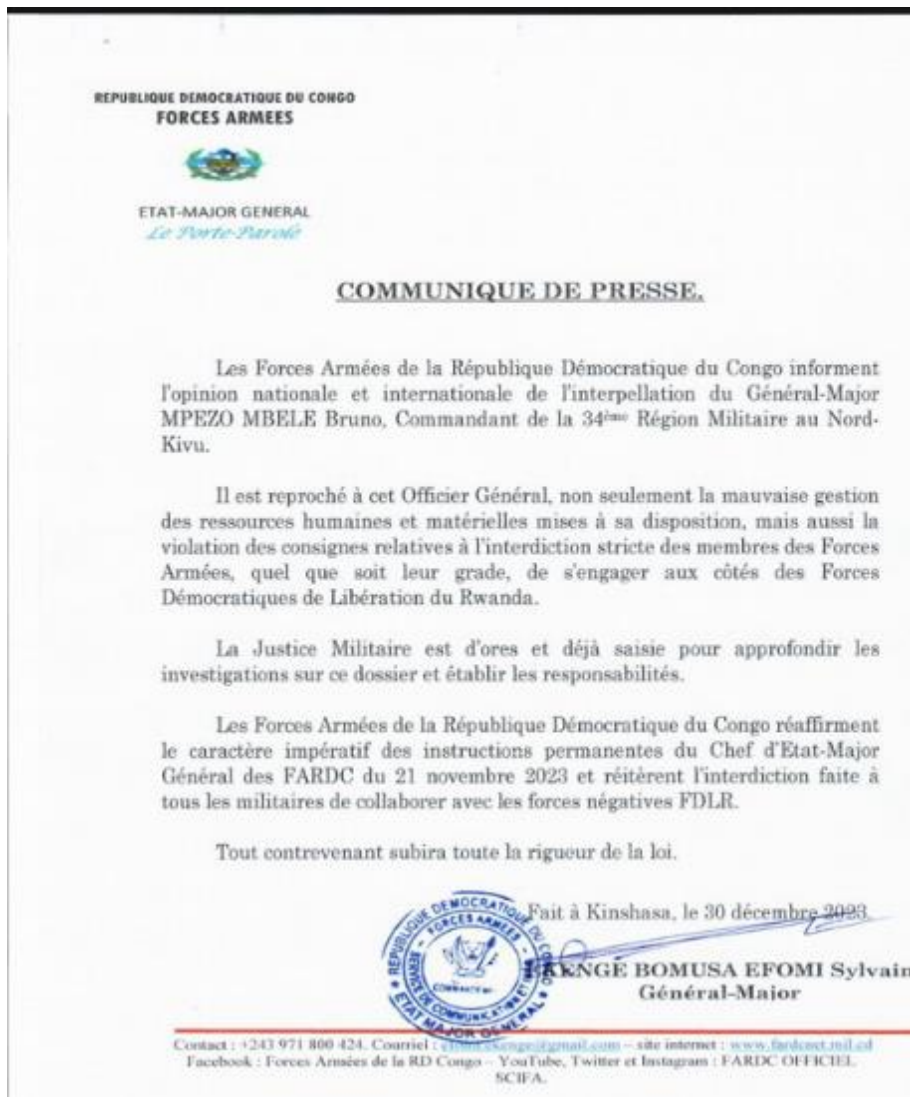 REPUBLIQUE DEMOCRATIQUE DU CONGO
FORCES ARMEES
ETAT-MAJOR GENERAL
Le Porte-Parole
COMMUNIQUE DE PRESSE.
Les Forces Armées de la République Démocratique du Congo informent
l'opinion nationale et internationale de l'interpellation du Général-Major
MPEZO MBELE Bruno, Commandant de la 34ème Région Militaire au Nord-
Kivu.
Il est reproché à cet Officier Général, non seulement la mauvaise gestion
des ressources humaines et matérielles mises à sa disposition, mais aussi la
violation des consignes relatives à l'interdiction stricte des membres des Forces
Armées, quel que soit leur grade, de s'engager aux côtés des Forces
Démocratiques de Libération du Rwanda.
La Justice Militaire est d'ores et déjà saisie pour approfondir les
investigations sur ce dossier et établir les responsabilités.
Les Forces Armées de la République Démocratique du Congo réaffirment
le caractère impératif des instructions permanentes du Chef d'Etat-Major
Général des FARDC du 21 novembre 2023 et réitèrent l'interdiction faite à
tous les militaires de collaborer avec les forces négatives FDLR.
Tout contrevenant subira toute la rigueur de la loi.
Fait à Kinshasa, le 30 décembre 2023
REPUBLIQUE DEMOCRATIQUE DU CONGO
FORCES ARMEES
ETAT MAJOR GENERAL
EKENGE BOMUSA EFOMI Sylvain
Général-Major
Contact : +243 971 800 424. Courriel : – site internet : www.fardcnet.mil.cd
Facebook : Forces Armées de la RD Congo – YouTube, Twitter et Instagram : FARDC OFFICIEL
SCIFA.